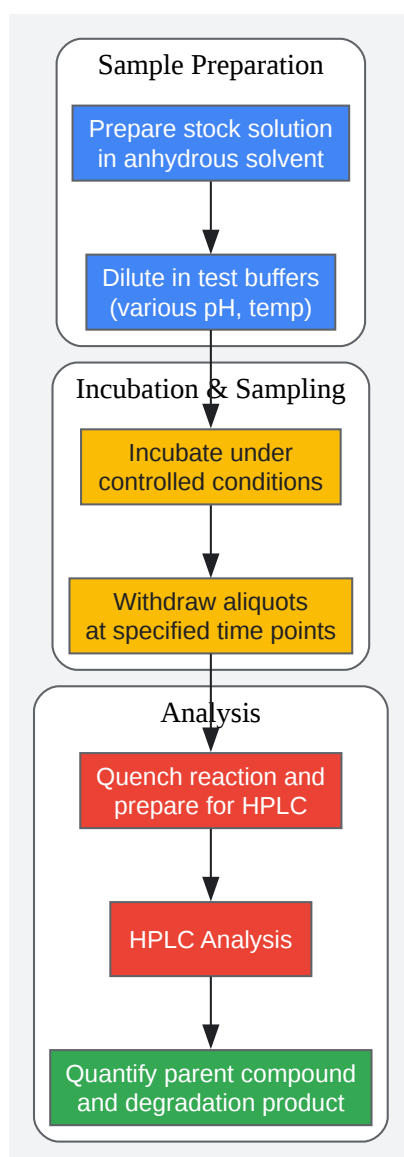 Sample Preparation
Prepare stock solution
in anhydrous solvent
Dilute in test buffers
(various pH, temp)
Incubation & Sampling
Incubate under
controlled conditions
Withdraw aliquots
at specified time points
Analysis
Quench reaction and
prepare for HPLC
HPLC Analysis
Quantify parent compound
and degradation product